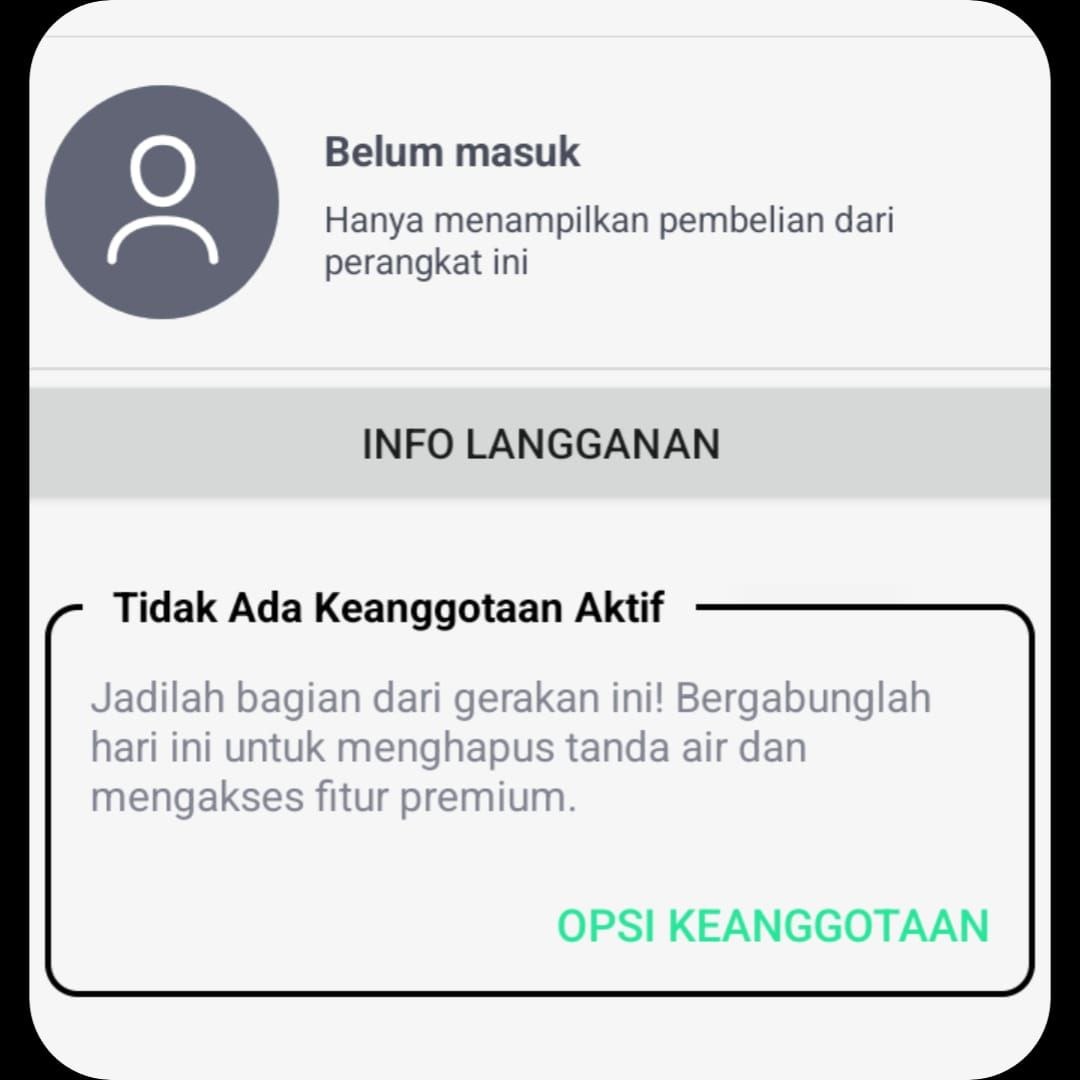 Belum masuk
Hanya menampilkan pembelian dari
perangkat ini
INFO LANGGANAN
Tidak Ada Keanggotaan Aktif
Jadilah bagian dari gerakan ini! Bergabunglah
hari ini untuk menghapus tanda air dan
mengakses fitur premium.
OPSI KEANGGOTAAN